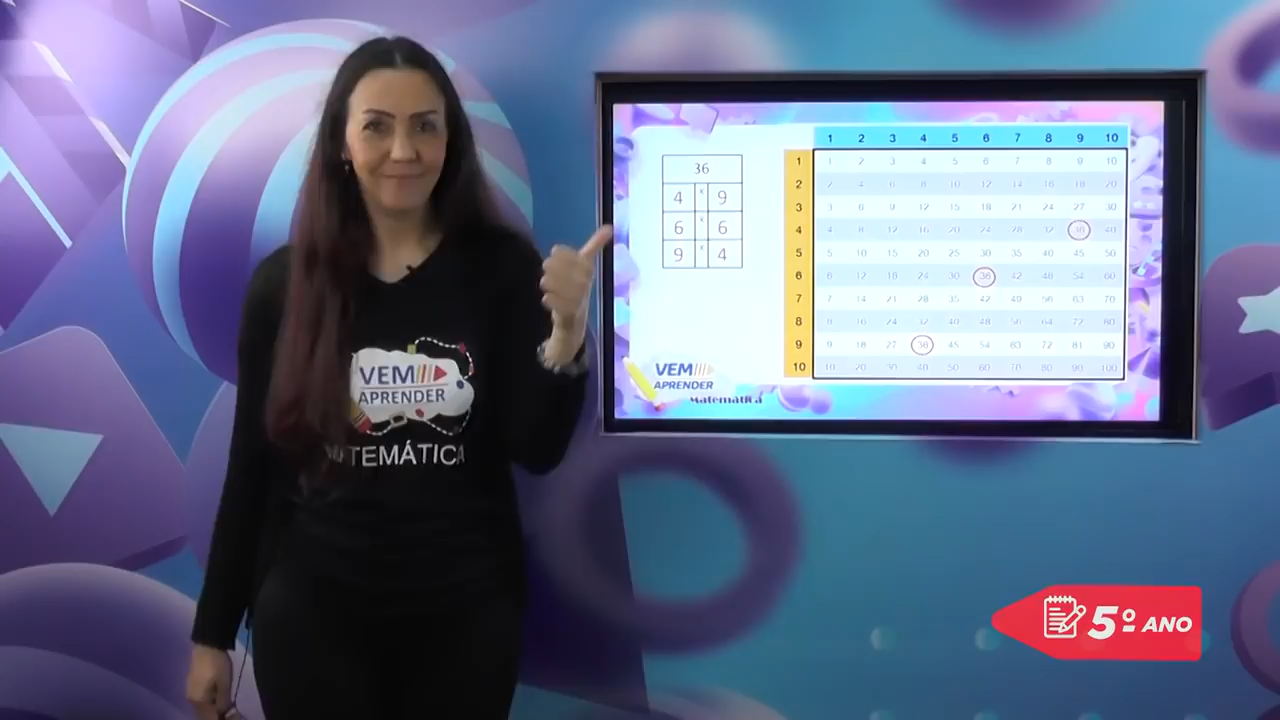 36
4 x 9
6 x 6
9 x 4
1 2 3 4 5 6 7 8 9 10
1 1 2 3 4 5 6 7 8 9 10
2 2 4 6 8 10 12 14 16 18 20
3 3 6 9 12 15 18 21 24 27 30
4 4 8 12 16 20 24 28 32 36 40
5 5 10 15 20 25 30 35 40 45 50
6 6 12 18 24 30 36 42 48 54 60
7 7 14 21 28 35 42 49 56 63 70
8 8 16 24 32 40 48 56 64 72 80
9 9 18 27 36 45 54 63 72 81 90
10 10 20 30 40 50 60 70 80 90 100
VEM
APRENDER
Matemática
VEM
APRENDER
MATEMÁTICA
5º ANO